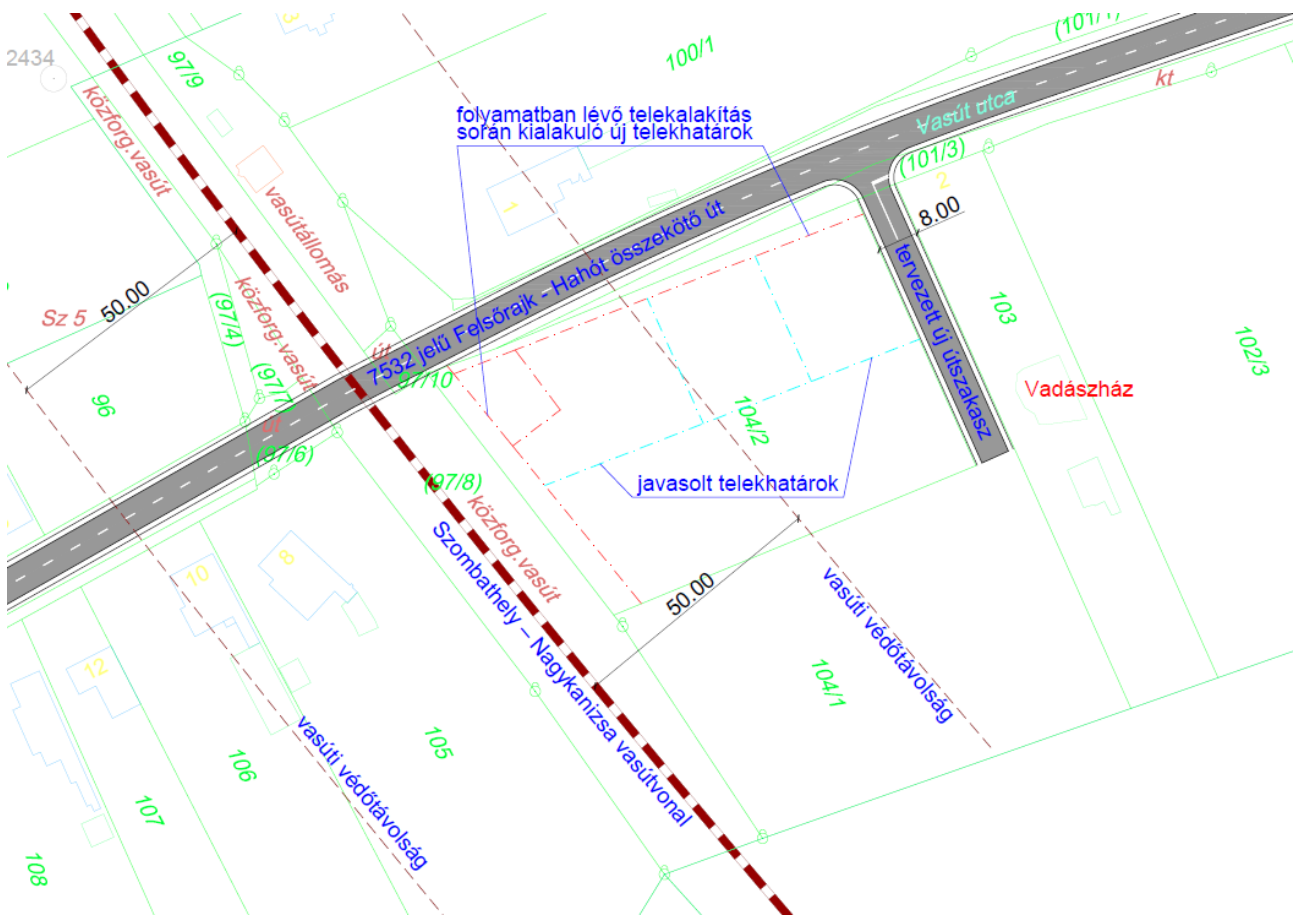 2434
97/9
3
100/1
(101/1)
kt
közforg.vasút
folyamatban lévő telekalakítás
során kialakuló új telekhatárok
Vasút utca
(101/3)
2
vasútállomás
1
8.00
7532 jelű Felsőrajk - Hahót összekötő út
tervezett új útszakasz
Sz 5
50.00
(97/4)
közforg.vasút
103
102/3
út
97/10
(97/7)
96
út
104/2
Vadászház
(97/6)
(97/8)
javasolt telekhatárok
közforg.vasút
Szombathely – Nagykanizsa vasútvonal
10
8
50.00
vasúti védőtávolság
12
104/1
105
106
vasúti védőtávolság
107
108